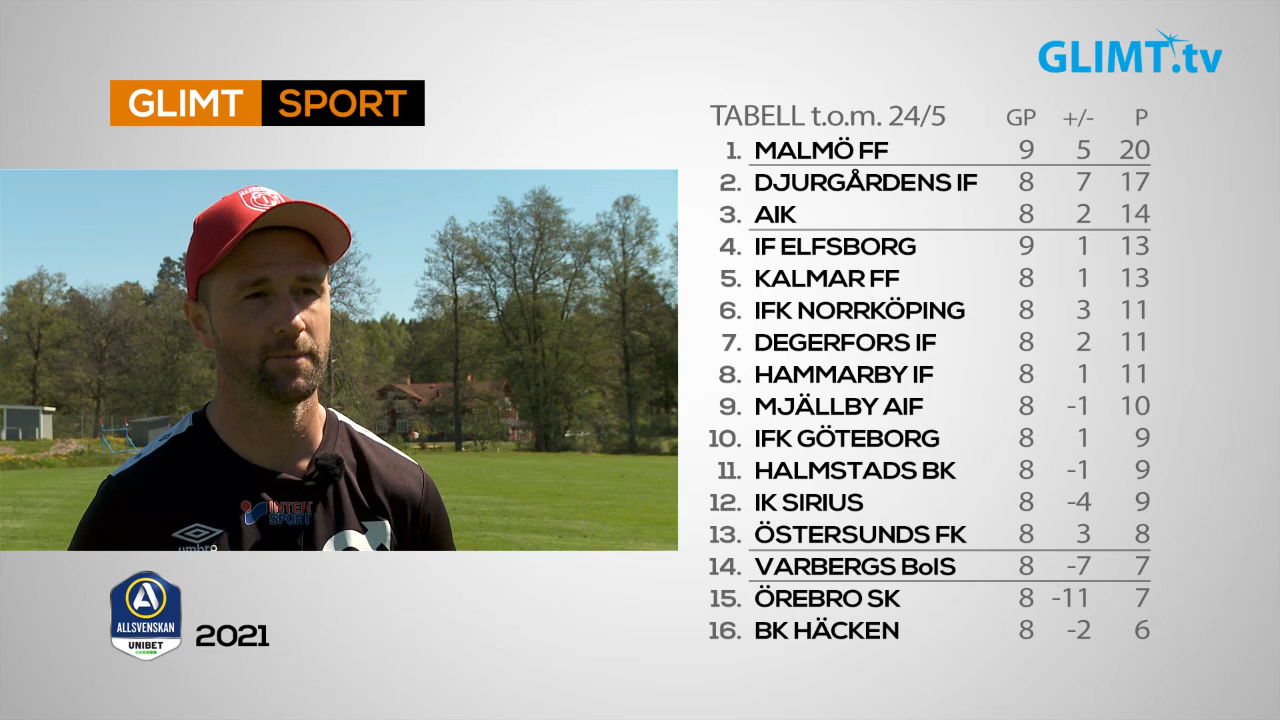 GLIMT.tv
GLIMT SPORT
TABELL t.o.m. 24/5 GP +/- P
1. MALMÖ FF 9 5 20
2. DJURGÅRDENS IF 8 7 17
3. AIK 8 2 14
4. IF ELFSBORG 9 1 13
5. KALMAR FF 8 1 13
6. IFK NORRKÖPING 8 3 11
7. DEGERFORS IF 8 2 11
8. HAMMARBY IF 8 1 11
9. MJÄLLBY AIF 8 -1 10
10. IFK GÖTEBORG 8 1 9
11. HALMSTADS BK 8 -1 9
12. IK SIRIUS 8 -4 9
13. ÖSTERSUNDS FK 8 3 8
14. VARBERGS BoIS 8 -7 7
15. ÖREBRO SK 8 -11 7
16. BK HÄCKEN 8 -2 6
INTER
SPORT
umbro
A
ALLSVENSKAN
UNIBET
2021